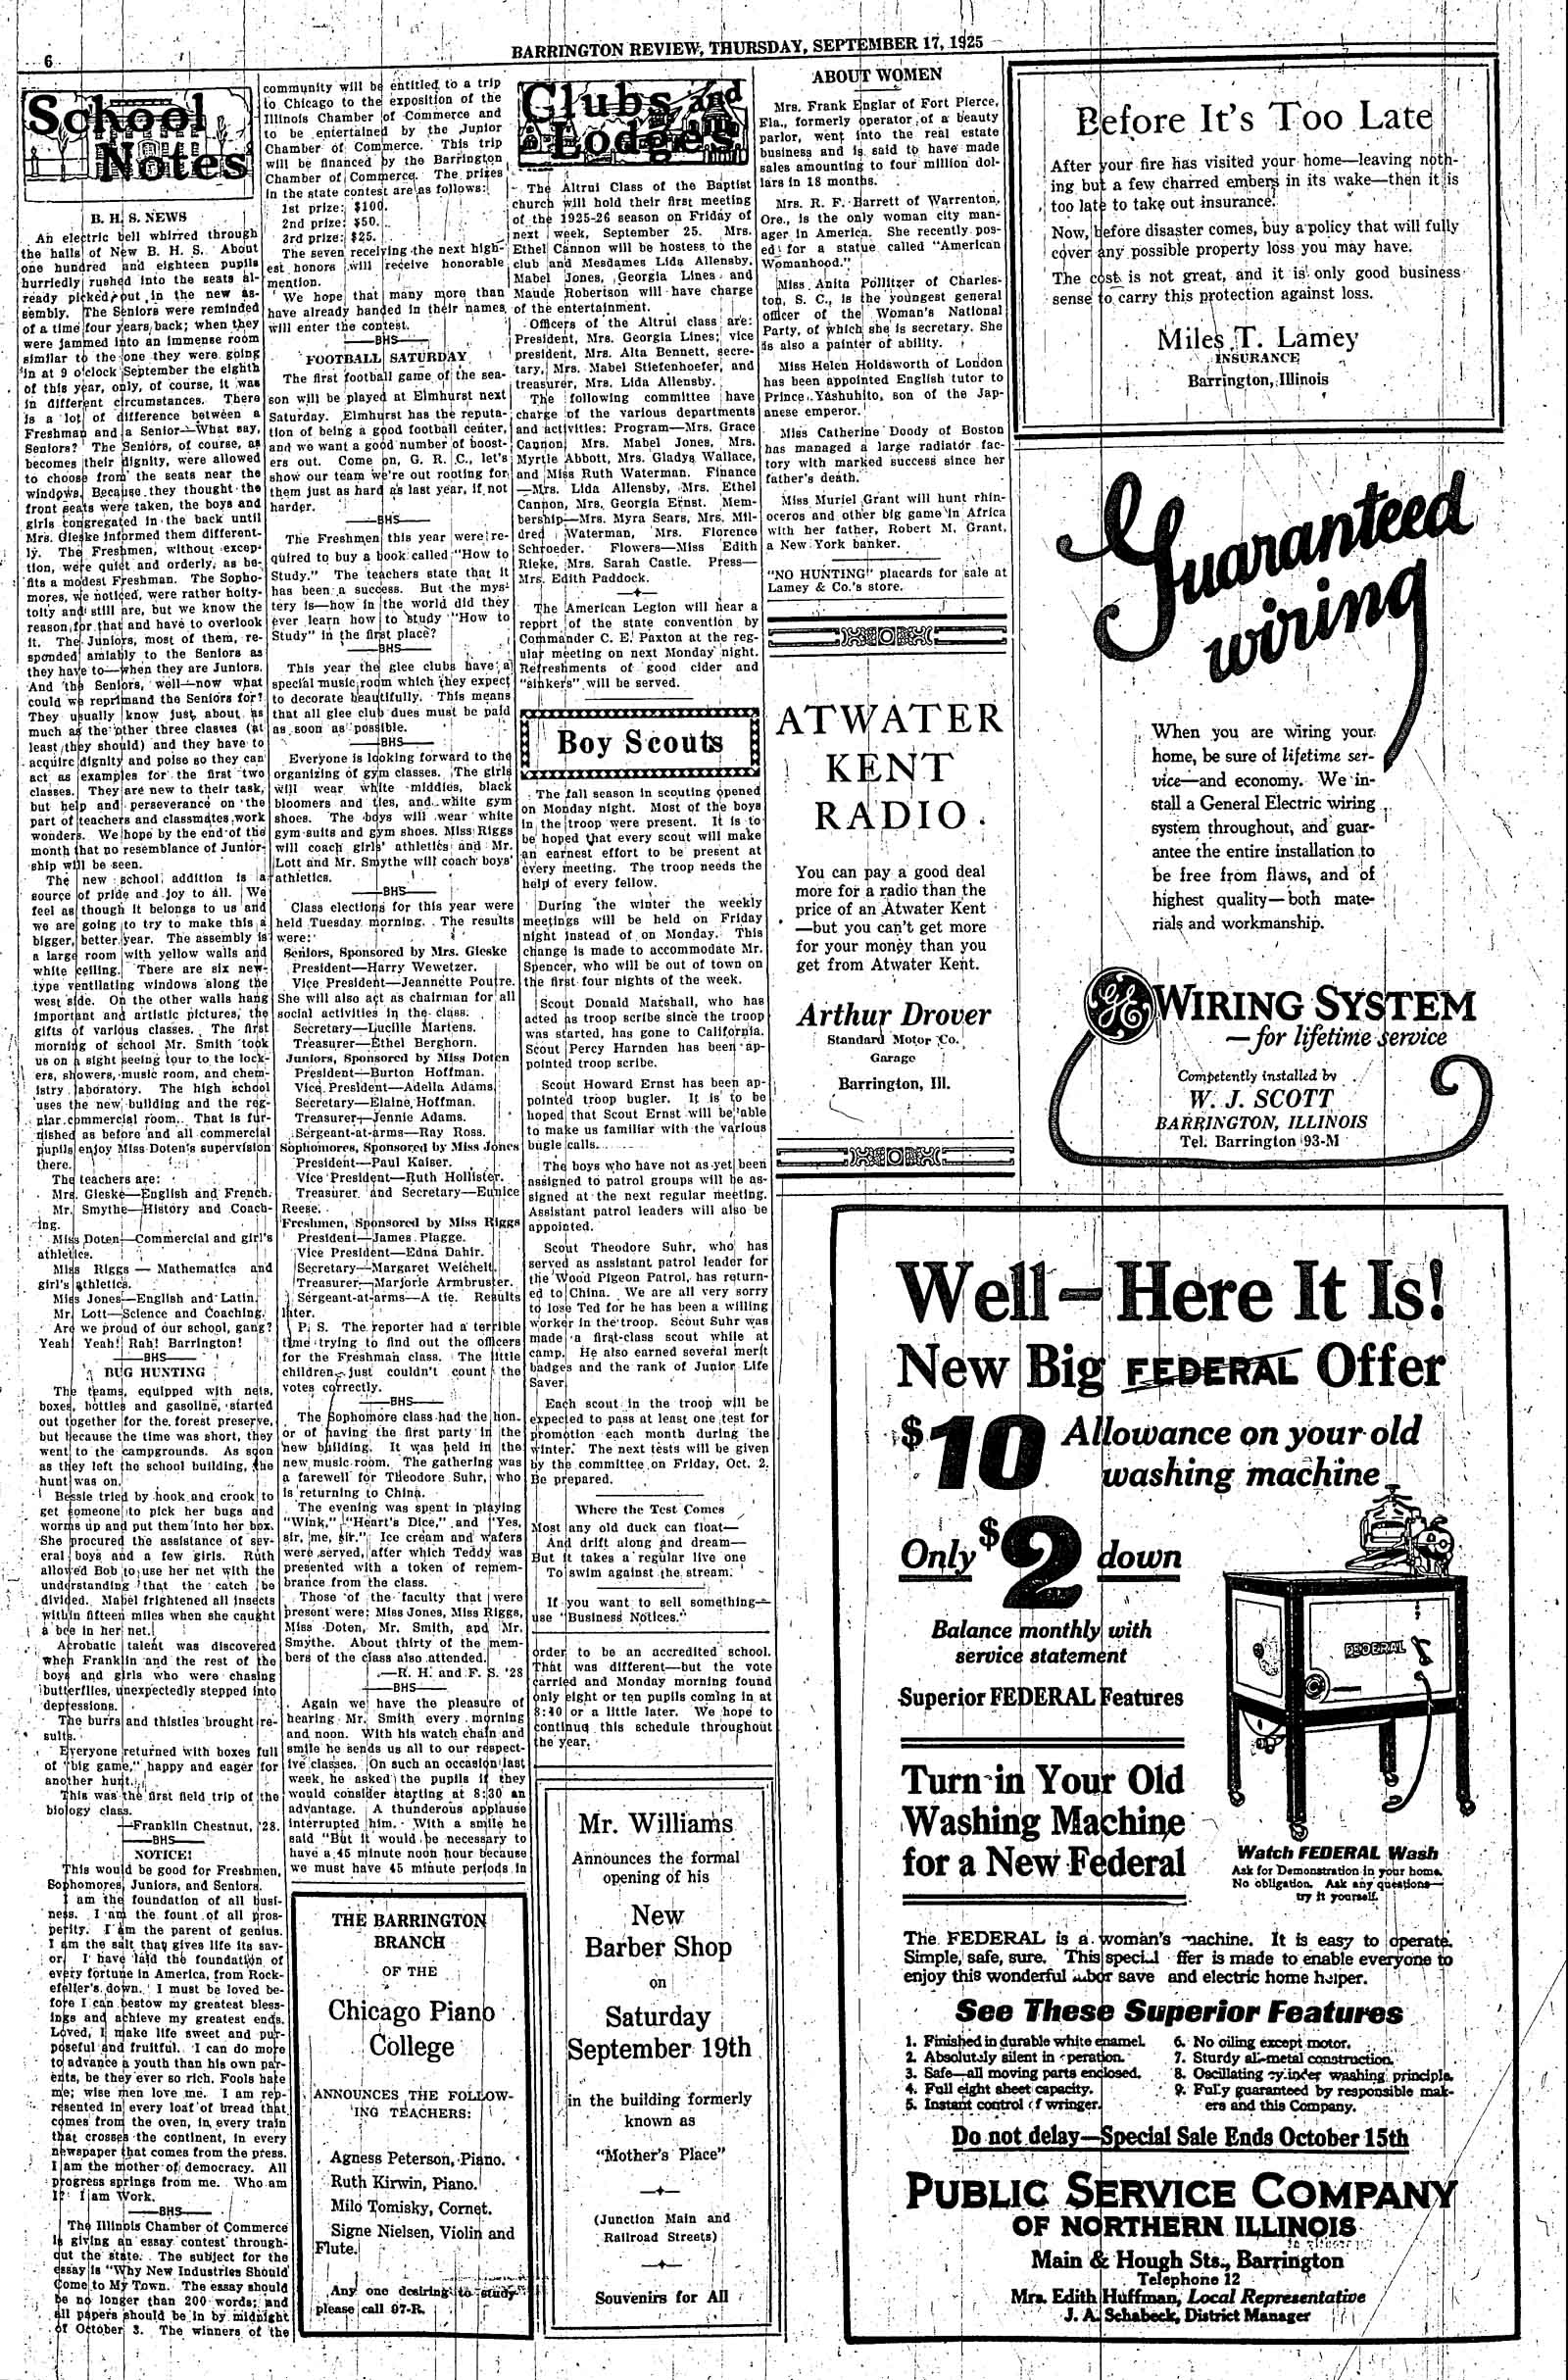 6
BARRINGTON REVIEW, THURSDAY, SEPTEMBER 17, 1925
School
Notes
B. H. S. NEWS
An electric bell whirred through
the halls of New B. H. S. About
one hundred and eighteen pupils
hurriedly rushed into the seats al-
ready picked out in the new as-
sembly. The Seniors were reminded
of a time four years back; when they
were jammed into an immense room
similar to the one they were going
in at 9 o'clock September the eighth
of this year, only, of course, it was
in different circumstances. There
is a lot of difference between a
Freshman and a Senior—What say,
Seniors? The Seniors, of course, as
becomes their dignity, were allowed
to choose from the seats near the
windows. Because they thought the
front seats were taken, the boys and
girls congregated in the back until
Mrs. Gieske informed them different-
ly. The Freshmen, without excep-
tion, were quiet and orderly, as be-
fits a modest Freshman. The Sopho-
mores, we noticed, were rather hoity-
toity and still are, but we know the
reason for that and have to overlook
it. The Juniors, most of them, re-
sponded amiably to the Seniors as
they have to—when they are Juniors.
And the Seniors, well—now what
could we reprimand the Seniors for?
They usually know just about as
much as the other three classes (at
least they should) and they have to
acquire dignity and poise so they can
act as examples for the first two
classes. They are new to their task,
but help and perseverance on the
part of teachers and classmates work
wonders. We hope by the end of the
month that no resemblance of Junior-
ship will be seen.
The new school addition is a
source of pride and joy to all. We
feel as though it belongs to us and
we are going to try to make this a
bigger, better year. The assembly is
a large room with yellow walls and
white ceiling. There are six new-
type ventilating windows along the
west side. On the other walls hang
important and artistic pictures, the
gifts of various classes. The first
morning of school Mr. Smith took
us on a sight seeing tour to the lock-
ers, showers, music room, and chem-
istry laboratory. The high school
uses the new building and the reg-
ular commercial room. That is fur-
nished as before and all commercial
pupils enjoy Miss Doten's supervision
there.
The teachers are:
Mrs. Gieske—English and French.
Mr. Smythe—History and Coach-
ing.
Miss Doten—Commercial and girl's
athletics.
Miss Riggs — Mathematics and
girl's athletics.
Miss Jones—English and Latin.
Mr. Lott—Science and Coaching.
Are we proud of our school, gang?
Yeah! Yeah! Rah! Barrington!
—BHS—
BUG HUNTING
The teams, equipped with nets,
boxes, bottles and gasoline, started
out together for the forest preserve,
but because the time was short, they
went to the campgrounds. As soon
as they left the school building, the
hunt was on.
Bessie tried by hook and crook to
get someone to pick her bugs and
worms up and put them into her box.
She procured the assistance of sev-
eral boys and a few girls. Ruth
allowed Bob to use her net with the
understanding that the catch be
divided. Mabel frightened all insects
within fifteen miles when she caught
a bee in her net.
Acrobatic talent was discovered
when Franklin and the rest of the
boys and girls who were chasing
butterflies, unexpectedly stepped into
depressions.
The burrs and thistles brought re-
sults.
Everyone returned with boxes full
of "big game," happy and eager for
another hunt.
This was the first field trip of the
biology class.
—Franklin Chestnut, '28.
—BHS—
NOTICE!
This would be good for Freshmen,
Sophomores, Juniors, and Seniors.
I am the foundation of all busi-
ness. I am the fount of all pros-
perity. I am the parent of genius.
I am the salt that gives life its sav-
or. I have laid the foundation of
every fortune in America, from Rock-
efeller's down. I must be loved be-
fore I can bestow my greatest bless-
ings and achieve my greatest ends.
Loved, I make life sweet and pur-
poseful and fruitful. I can do more
to advance a youth than his own par-
ents, be they ever so rich. Fools hate
me; wise men love me. I am rep-
resented in every loaf of bread that
comes from the oven, in every train
that crosses the continent, in every
newspaper that comes from the press.
I am the mother of democracy. All
progress springs from me. Who am
I? I am Work.
—BHS—
The Illinois Chamber of Commerce
is giving an essay contest through-
out the state. The subject for the
essay is "Why New Industries Should
Come to My Town. The essay should
be no longer than 200 words; and
all papers should be in by midnight
of October 3. The winners of the
community will be entitled to a trip
to Chicago to the exposition of the
Illinois Chamber of Commerce and
to be entertained by the Junior
Chamber of Commerce. This trip
will be financed by the Barrington
Chamber of Commerce. The prizes
in the state contest are as follows:
1st prize: $100.
2nd prize: $50.
3rd prize: $25.
The seven receiving the next high-
est honors will receive honorable
mention.
We hope that many more than
have already handed in their names
will enter the contest.
—BHS—
FOOTBALL SATURDAY
The first football game of the sea-
son will be played at Elmhurst next
Saturday. Elmhurst has the reputa-
tion of being a good football center,
and we want a good number of boost-
ers out. Come on, G. R. C., let's
show our team we're out rooting for
them just as hard as last year, if not
harder.
—BHS—
The Freshmen this year were re-
quired to buy a book called "How to
Study." The teachers state that it
has been a success. But the mys-
tery is—how in the world did they
ever learn how to study "How to
Study" in the first place?
—BHS—
This year the glee clubs have a
special music room which they expect
to decorate beautifully. This means
that all glee club dues must be paid
as soon as possible.
—BHS—
Everyone is looking forward to the
organizing of gym classes. The girls
will wear white middies, black
bloomers and ties, and white gym
shoes. The boys will wear white
gym suits and gym shoes. Miss Riggs
will coach girls' athletics and Mr.
Lott and Mr. Smythe will coach boys'
athletics.
—BHS—
Class elections for this year were
held Tuesday morning. The results
were:
Seniors, Sponsored by Mrs. Gieske
President—Harry Wewetzer.
Vice President—Jeannette Poutre.
She will also act as chairman for all
social activities in the class.
Secretary—Lucille Martens.
Treasurer—Ethel Berghorn.
Juniors, Sponsored by Miss Doten
President—Burton Hoffman.
Vice President—Adella Adams.
Secretary—Elaine Hoffman.
Treasurer—Jennie Adams.
Sergeant-at-arms—Ray Ross.
Sophomores, Sponsored by Miss Jones
President—Paul Kaiser.
Vice President—Ruth Hollister.
Treasurer and Secretary—Eunice
Reese.
Freshmen, Sponsored by Miss Riggs
President—James Plagge.
Vice President—Edna Dahir.
Secretary—Margaret Weichelt.
Treasurer—Marjorie Armbruster.
Sergeant-at-arms—A tie. Results
later.
P. S. The reporter had a terrible
time trying to find out the officers
for the Freshman class. The little
children just couldn't count the
votes correctly.
—BHS—
The Sophomore class had the hon-
or of having the first party in the
new building. It was held in the
new music room. The gathering was
a farewell for Theodore Suhr, who
is returning to China.
The evening was spent in playing
"Wink," "Heart's Dice," and "Yes,
sir, me, sir." Ice cream and wafers
were served, after which Teddy was
presented with a token of remem-
brance from the class.
Those of the faculty that were
present were: Miss Jones, Miss Riggs,
Miss Doten, Mr. Smith, and Mr.
Smythe. About thirty of the mem-
bers of the class also attended.
—R. H. and F. S. '28
—BHS—
Again we have the pleasure of
hearing Mr. Smith every morning
and noon. With his watch chain and
smile he sends us all to our respect-
ive classes. On such an occasion last
week, he asked the pupils if they
would consider starting at 8:30 an
advantage. A thunderous applause
interrupted him. With a smile he
said "But it would be necessary to
have a 45 minute noon hour because
we must have 45 minute periods in
THE BARRINGTON
BRANCH
OF THE
Chicago Piano
College
ANNOUNCES THE FOLLOW-
ING TEACHERS:
Agness Peterson, Piano.
Ruth Kirwin, Piano.
Milo Tomisky, Cornet.
Signe Nielsen, Violin and
Flute.
Any one desiring to study
please call 97-R.
Clubs and
Lodges
The Altrui Class of the Baptist
church will hold their first meeting
of the 1925-26 season on Friday of
next week, September 25. Mrs.
Ethel Cannon will be hostess to the
club and Mesdames Lida Allensby,
Mabel Jones, Georgia Lines and
Maude Robertson will have charge
of the entertainment.
Officers of the Altrui class are:
President, Mrs. Georgia Lines; vice
president, Mrs. Alta Bennett, secre-
tary, Mrs. Mabel Stiefenhoefer, and
treasurer, Mrs. Lida Allensby.
The following committee have
charge of the various departments
and activities: Program—Mrs. Grace
Cannon, Mrs. Mabel Jones, Mrs.
Myrtle Abbott, Mrs. Gladys Wallace,
and Miss Ruth Waterman. Finance
—Mrs. Lida Allensby, Mrs. Ethel
Cannon, Mrs. Georgia Ernst. Mem-
bership—Mrs. Myra Sears, Mrs. Mil-
dred Waterman, Mrs. Florence
Schroeder. Flowers—Miss Edith
Rieke, Mrs. Sarah Castle. Press—
Mrs. Edith Paddock.
The American Legion will hear a
report of the state convention by
Commander C. E. Paxton at the reg-
ular meeting on next Monday night.
Refreshments of good cider and
"sinkers" will be served.
Boy Scouts
The fall season in scouting opened
on Monday night. Most of the boys
in the troop were present. It is to
be hoped that every scout will make
an earnest effort to be present at
every meeting. The troop needs the
help of every fellow.
During the winter the weekly
meetings will be held on Friday
night instead of on Monday. This
change is made to accommodate Mr.
Spencer, who will be out of town on
the first four nights of the week.
Scout Donald Marshall, who has
acted as troop scribe since the troop
was started, has gone to California.
Scout Percy Harnden has been ap-
pointed troop scribe.
Scout Howard Ernst has been ap-
pointed troop bugler. It is to be
hoped that Scout Ernst will be able
to make us familiar with the various
bugle calls.
The boys who have not as yet been
assigned to patrol groups will be as-
signed at the next regular meeting.
Assistant patrol leaders will also be
appointed.
Scout Theodore Suhr, who has
served as assistant patrol leader for
the Wood Pigeon Patrol, has return-
ed to China. We are all very sorry
to lose Ted for he has been a willing
worker in the troop. Scout Suhr was
made a first-class scout while at
camp. He also earned several merit
badges and the rank of Junior Life
Saver.
Each scout in the troop will be
expected to pass at least one test for
promotion each month during the
winter. The next tests will be given
by the committee on Friday, Oct. 2.
Be prepared.
Where the Test Comes
Most any old duck can float—
And drift along and dream—
But it takes a regular live one
To swim against the stream.
If you want to sell something—
use "Business Notices."
order to be an accredited school.
That was different—but the vote
carried and Monday morning found
only eight or ten pupils coming in at
8:40 or a little later. We hope to
continue this schedule throughout
the year.
Mr. Williams
Announces the formal
opening of his
New
Barber Shop
on
Saturday
September 19th
in the building formerly
known as
"Mother's Place"
(Junction Main and
Railroad Streets)
Souvenirs for All
ABOUT WOMEN
Mrs. Frank Englar of Fort Pierce,
Fla., formerly operator of a beauty
parlor, went into the real estate
business and is said to have made
sales amounting to four million dol-
lars in 18 months.
Mrs. R. F. Barrett of Warrenton,
Ore., is the only woman city man-
ager in America. She recently pos-
ed for a statue called "American
Womanhood."
Miss Anita Pollitzer of Charles-
ton, S. C., is the youngest general
officer of the Woman's National
Party, of which she is secretary. She
is also a painter of ability.
Miss Helen Holdsworth of London
has been appointed English tutor to
Prince Yashuhito, son of the Jap-
anese emperor.
Miss Catherine Doody of Boston
has managed a large radiator fac-
tory with marked success since her
father's death.
Miss Muriel Grant will hunt rhin-
oceros and other big game in Africa
with her father, Robert M. Grant,
a New York banker.
"NO HUNTING" placards for sale at
Lamey & Co.'s store.
ATWATER
KENT
RADIO
You can pay a good deal
more for a radio than the
price of an Atwater Kent
—but you can't get more
for your money than you
get from Atwater Kent.
Arthur Drover
Standard Motor Co.
Garage
Barrington, Ill.
Before It's Too Late
After your fire has visited your home—leaving noth-
ing but a few charred embers in its wake—then it is
too late to take out insurance.
Now, before disaster comes, buy a policy that will fully
cover any possible property loss you may have.
The cost is not great, and it is only good business
sense to carry this protection against loss.
Miles T. Lamey
INSURANCE
Barrington, Illinois
Guaranteed
wiring
When you are wiring your
home, be sure of lifetime ser-
vice—and economy. We in-
stall a General Electric wiring
system throughout, and guar-
antee the entire installation to
be free from flaws, and of
highest quality—both mate-
rials and workmanship.
GE
WIRING SYSTEM
—for lifetime service
Competently installed by
W. J. SCOTT
BARRINGTON, ILLINOIS
Tel. Barrington 93-M
Well—Here It Is!
New Big FEDERAL Offer
$10 Allowance on your old
washing machine
Only $2 down
Balance monthly with
service statement
Superior FEDERAL Features
FEDERAL
Turn in Your Old
Washing Machine
for a New Federal
Watch FEDERAL Wash
Ask for Demonstration in your home.
No obligation. Ask any questions—
try it yourself.
The FEDERAL is a woman's machine. It is easy to operate.
Simple, safe, sure. This special offer is made to enable everyone to
enjoy this wonderful labor save and electric home helper.
See These Superior Features
1. Finished in durable white enamel.
2. Absolutely silent in operation.
3. Safe—all moving parts enclosed.
4. Full eight sheet capacity.
5. Instant control of wringer.
6. No oiling except motor.
7. Sturdy all-metal construction.
8. Oscillating cylinder washing principle.
9. Fully guaranteed by responsible mak-
ers and this Company.
Do not delay—Special Sale Ends October 15th
PUBLIC SERVICE COMPANY
OF NORTHERN ILLINOIS
Main & Hough Sts., Barrington
Telephone 12
Mrs. Edith Huffman, Local Representative
J. A. Schabeck, District Manager